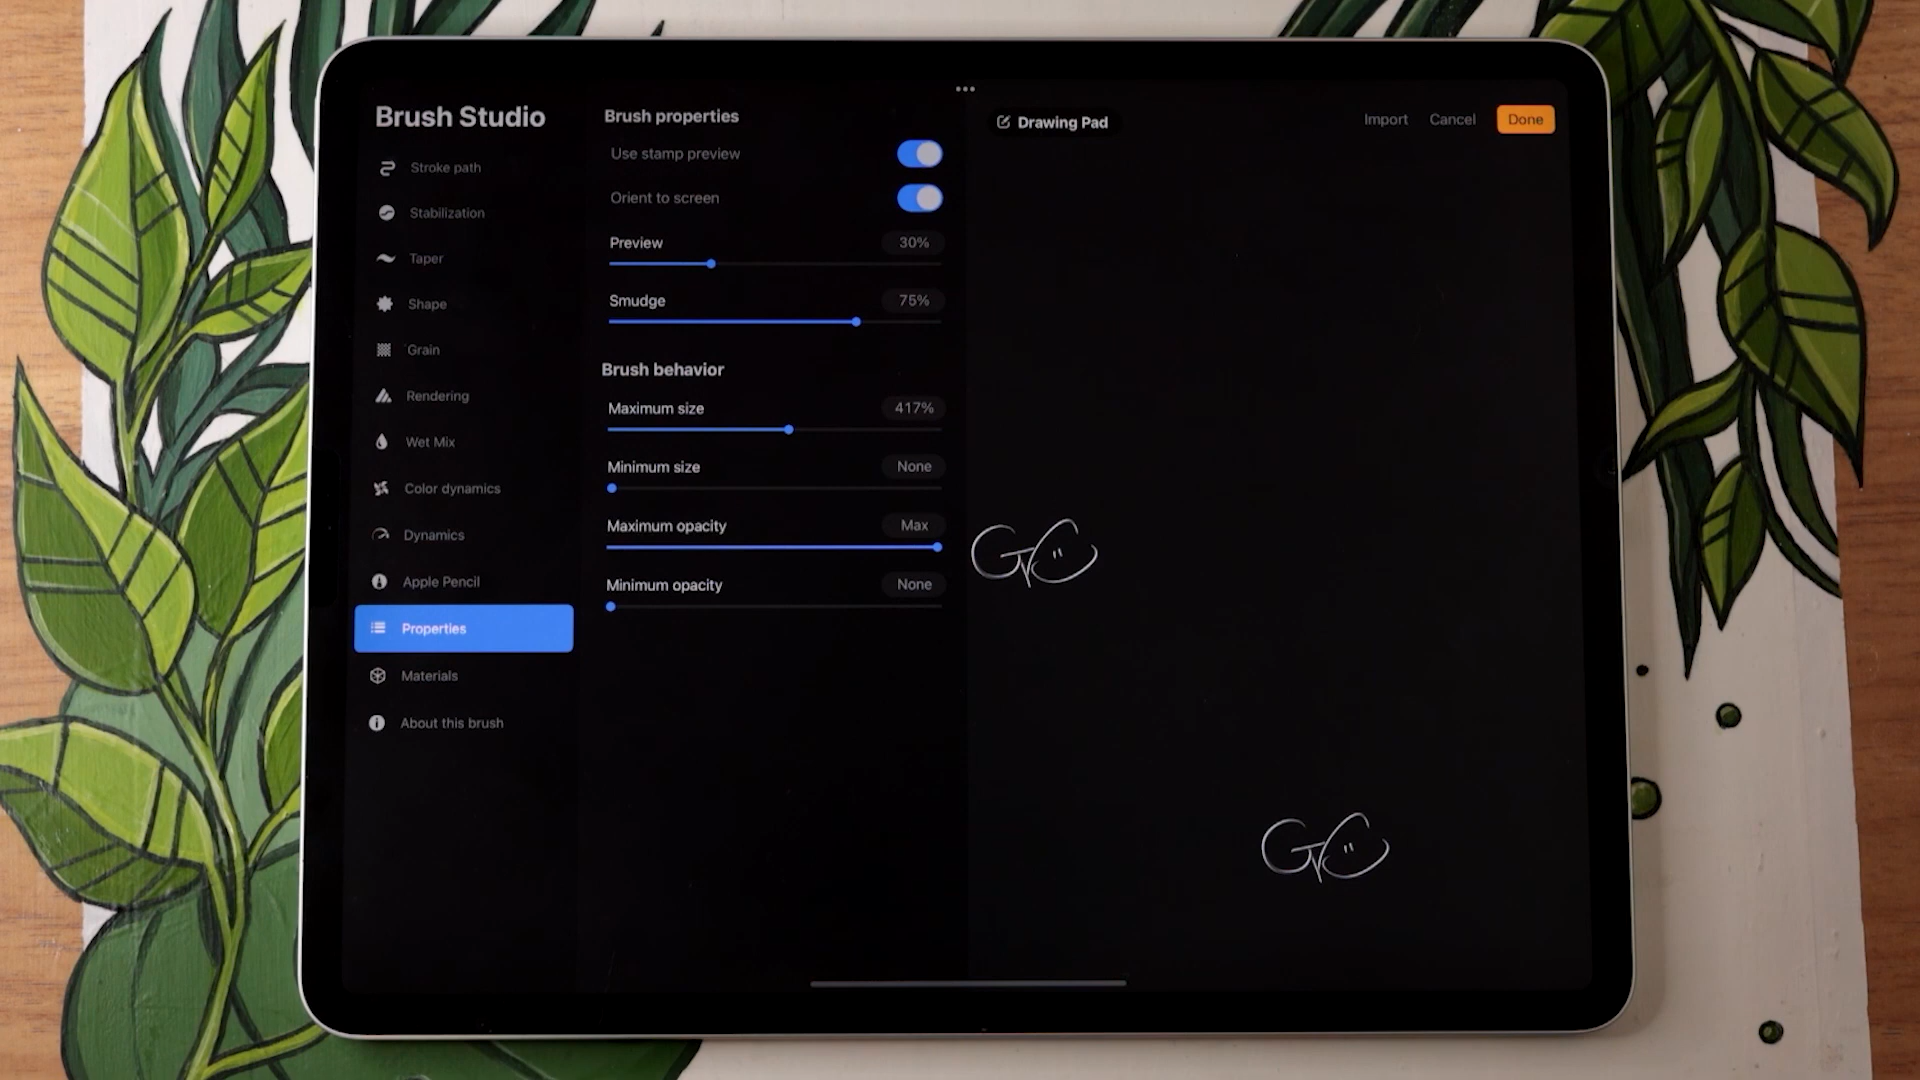 Brush Studio
Stroke path
Stabilization
Taper
Shape
Grain
Rendering
Wet Mix
Color dynamics
Dynamics
Apple Pencil
Properties
Materials
About this brush
Brush properties
Use stamp preview
Orient to screen
Preview 30%
Smudge 75%
Brush behavior
Maximum size 417%
Minimum size None
Maximum opacity Max
Minimum opacity None
Drawing Pad
Import Cancel Done